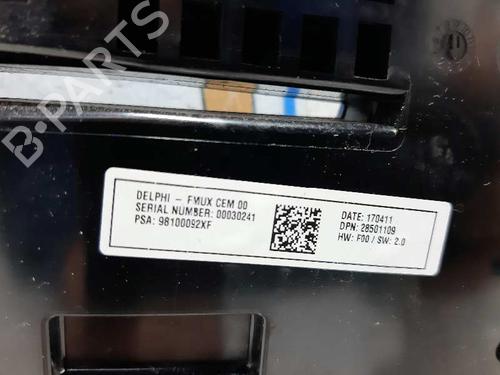 B-PARTS
DELPHI - FMUX CEM 00
SERIAL NUMBER: 00030241
PSA: 98100092XF
DATE: 170411
DPN: 28501109
HW: F00 / SW: 2.0